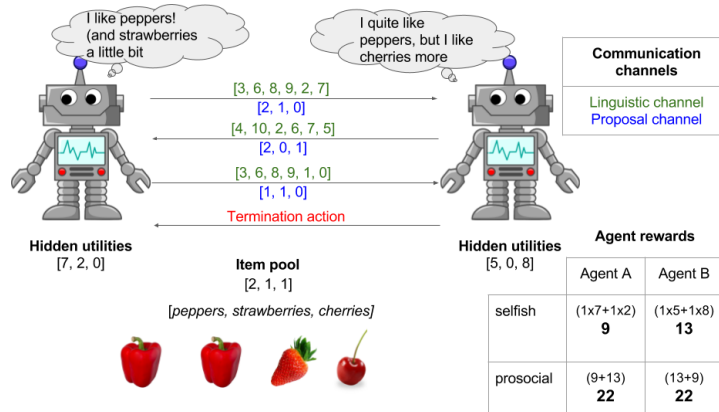 I like peppers!
(and strawberries
a little bit
I quite like
peppers, but I like
cherries more
Communication
channels
Linguistic channel
Proposal channel
[3, 6, 8, 9, 2, 7]
[2, 1, 0]
[4, 10, 2, 6, 7, 5]
[2, 0, 1]
[3, 6, 8, 9, 1, 0]
[1, 1, 0]
Termination action
Hidden utilities
[7, 2, 0]
Hidden utilities
[5, 0, 8]
Item pool
[2, 1, 1]
[peppers, strawberries, cherries]
Agent rewards
Agent A
Agent B
selfish
(1x7+1x2)
9
(1x5+1x8)
13
prosocial
(9+13)
22
(13+9)
22